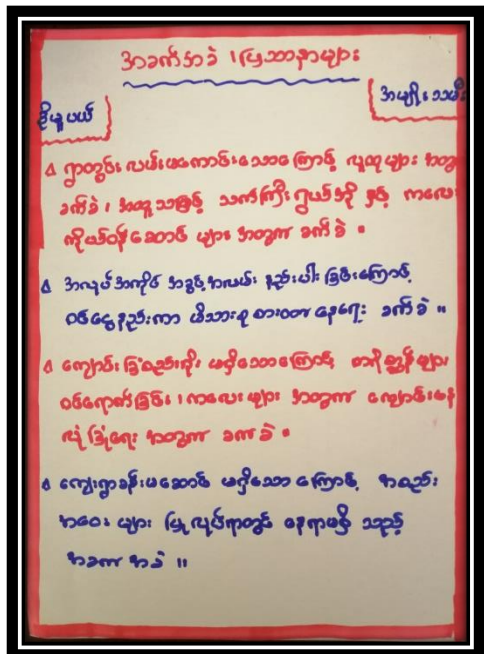 အခက်အခဲ ၊ ပြဿနာများ
ဦးယူပယ်
အမျိုးသမီး
ရွာတွင်း လမ်းမကောင်းသောကြောင့် လူထုများ အတွက်
ခက်ခဲ ၊ အထူးသဖြင့် သက်ကြီးရွယ်အို နှင့် ကလေး
ကိုယ်ဝန်ဆောင် များ အတွက် ခက်ခဲ ။
အလုပ်အကိုင် အခွင့်အလမ်း နည်းပါး ခြင်းကြောင့်
ဝင်ငွေနည်းကာ မိသားစု စားဝတ်နေရေး ခက်ခဲ ။
ကျောင်း ခြံစည်းရိုး မရှိသောကြောင့် တိရိစ္ဆာန်များ
ဝင်ရောက်ခြင်း ၊ ကလေး များ အတွက် ကျောင်းနေ
လုံခြုံရေး အတွက် ခက်ခဲ ။
ကျေးရွာခန်းမဆောင် မရှိသော ကြောင့် အစည်း
အဝေး များ ပြုလုပ်ရာတွင် နေရာမရှိ သည့်
အခက် အခဲ ။